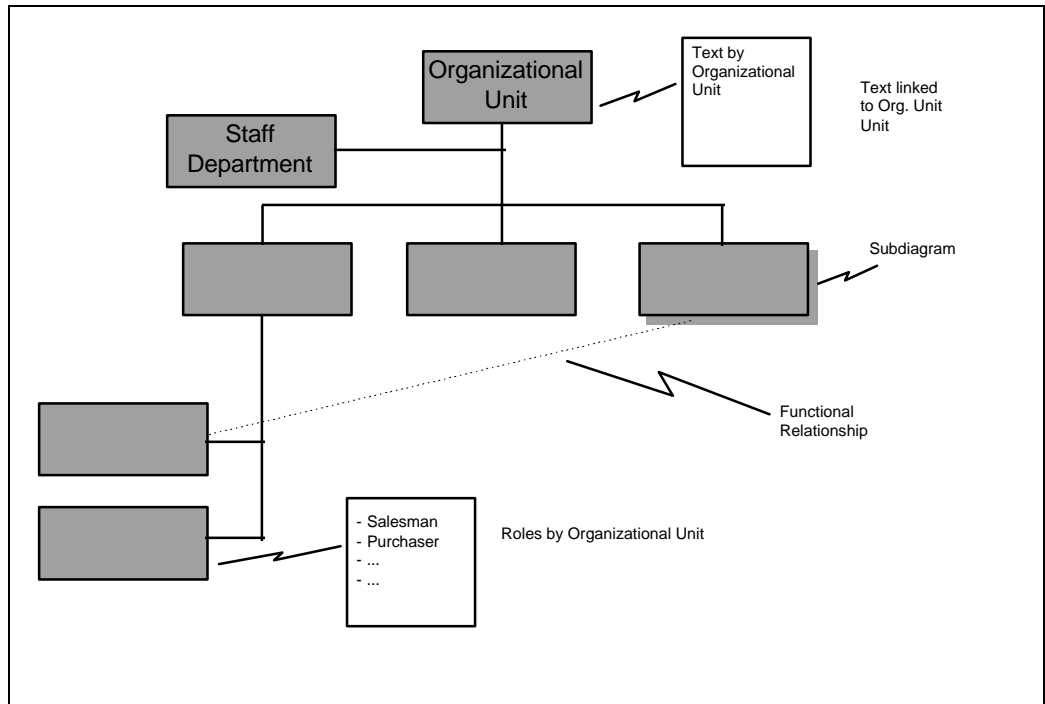 Organizational
Unit
Text by
Organizational
Unit
Text linked
to Org. Unit
Unit
Staff
Department
Subdiagram
Functional
Relationship
- Salesman
- Purchaser
- ...
- ...
Roles by Organizational Unit